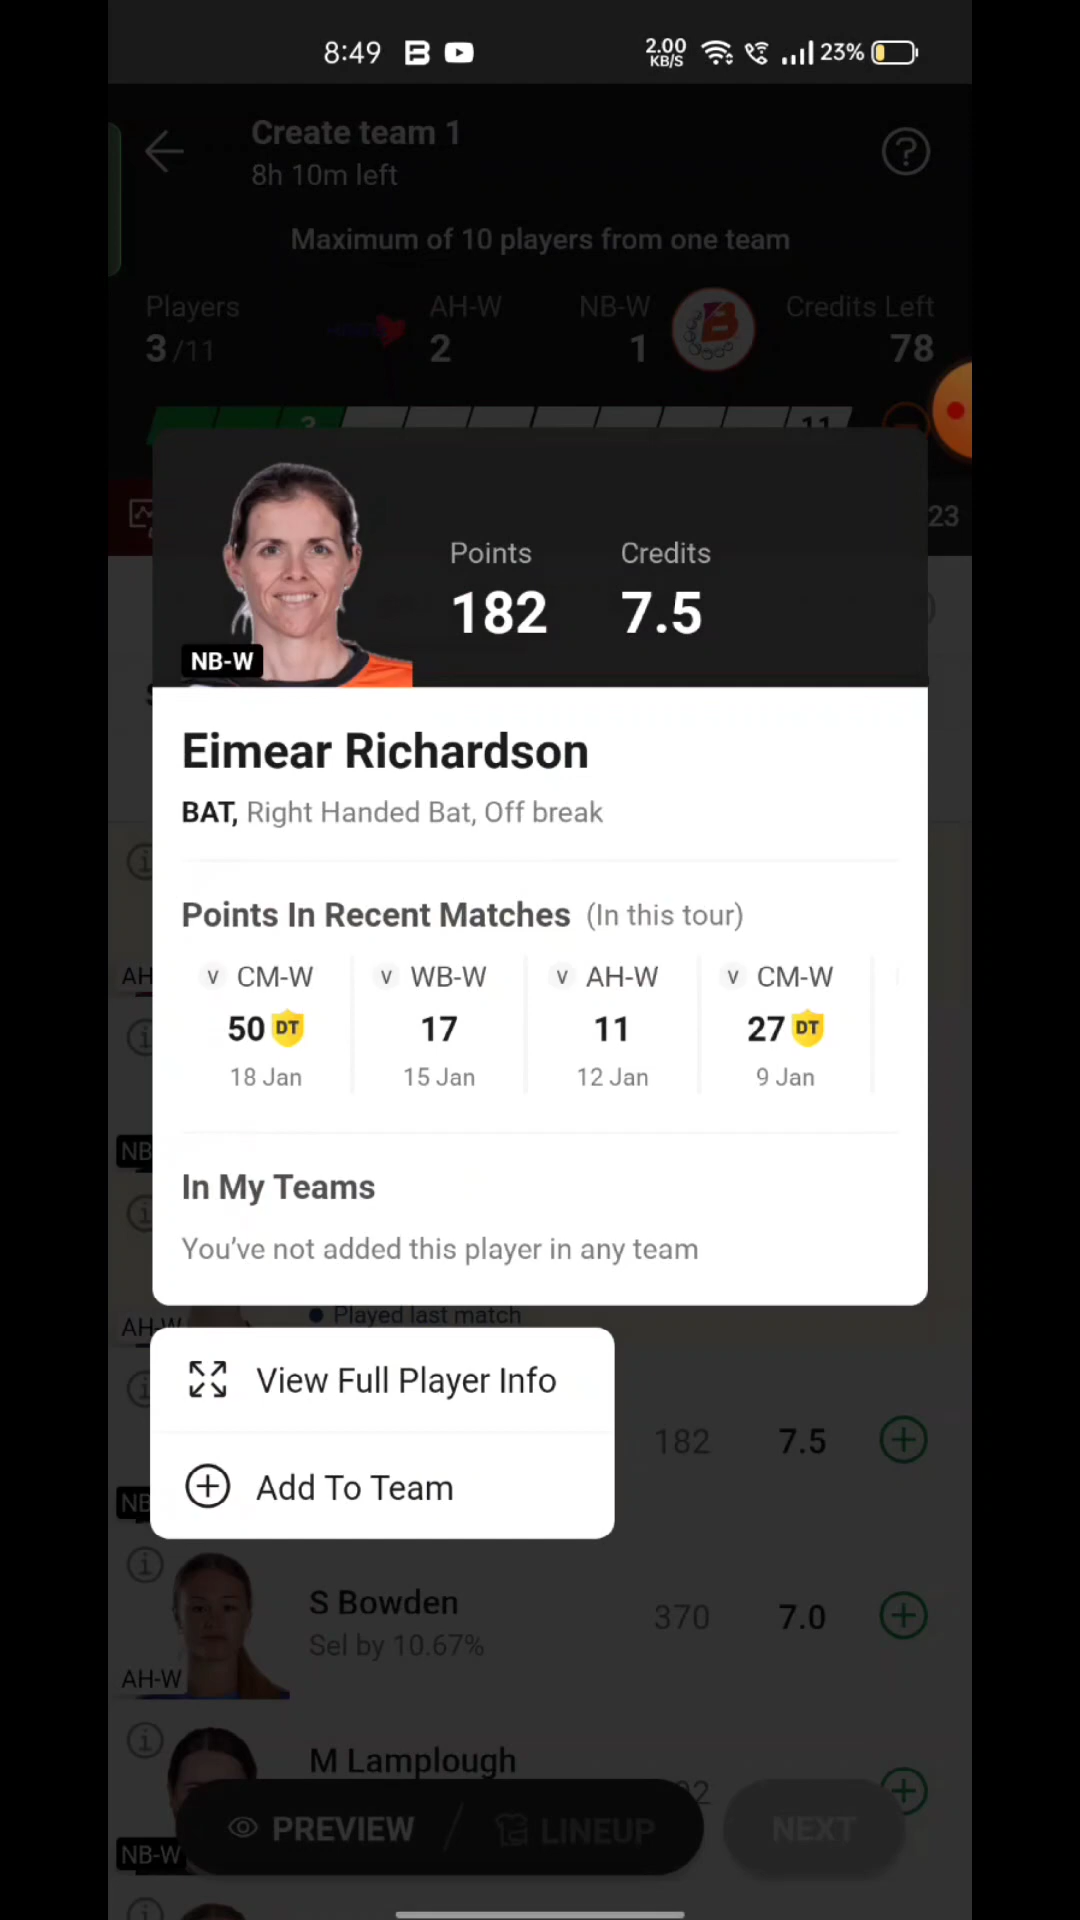 8:49
2.00 KB/S
23%
Create team 1
8h 10m left
Maximum of 10 players from one team
Players
AH-W
NB-W
Credits Left
3/11
2
1
78
3
11
23
Points
Credits
182
7.5
NB-W
Eimear Richardson
BAT, Right Handed Bat, Off break
Points In Recent Matches (In this tour)
v CM-W
v WB-W
v AH-W
v CM-W
50 DT
17
11
27 DT
18 Jan
15 Jan
12 Jan
9 Jan
In My Teams
You've not added this player in any team
AH-W
Played last match
View Full Player Info
182
7.5
Add To Team
S Bowden
370
7.0
Sel by 10.67%
AH-W
M Lamplough
PREVIEW
LINEUP
NEXT
NB-W